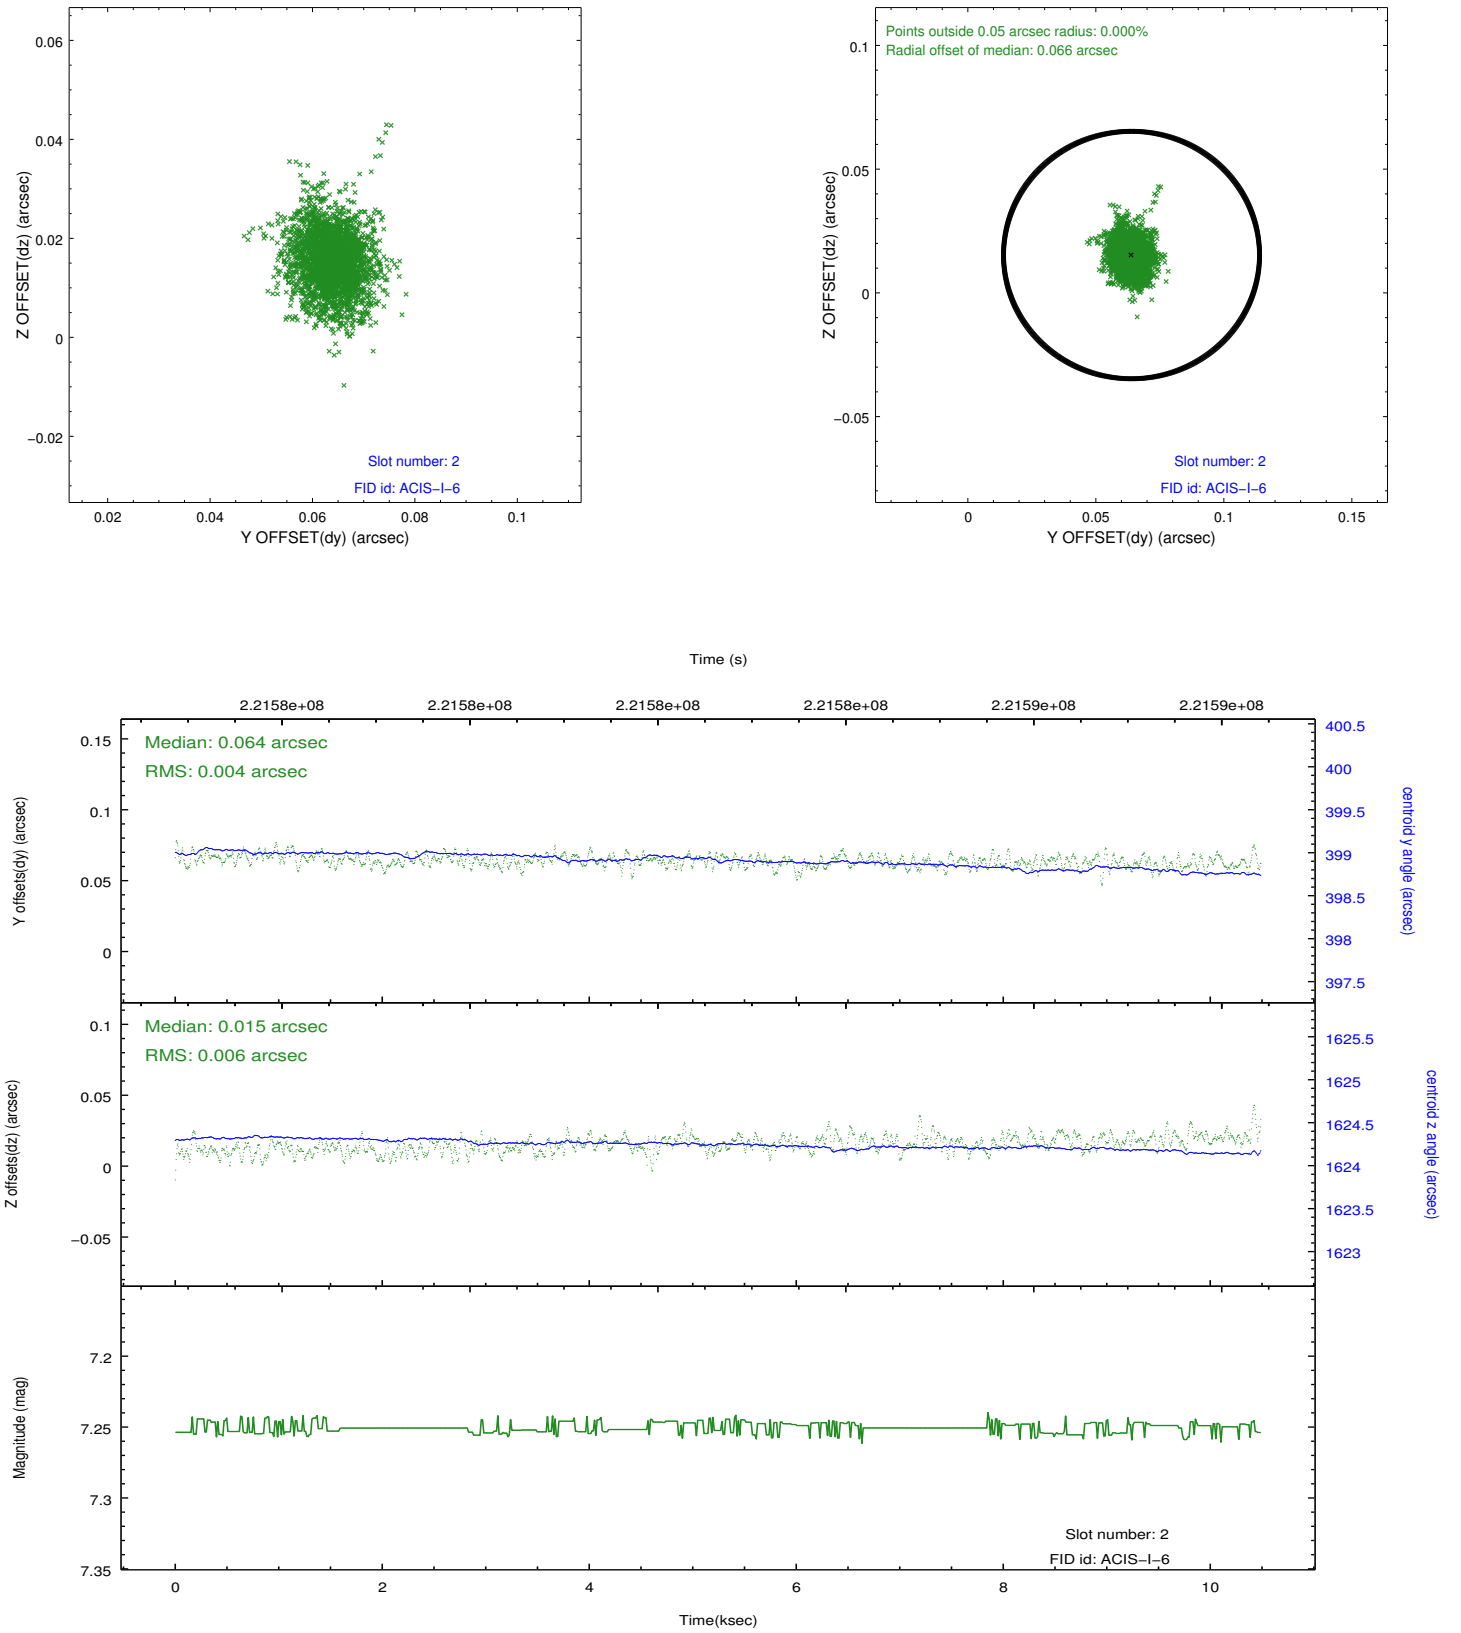 0.06
0.04
0.02
0
−0.02
Z OFFSET(dz) (arcsec)
Slot number: 2
FID id: ACIS−I−6
0.02 0.04 0.06 0.08 0.1
Y OFFSET(dy) (arcsec)
Points outside 0.05 arcsec radius: 0.000%
Radial offset of median: 0.066 arcsec
0.1
0.05
0
−0.05
Z OFFSET(dz) (arcsec)
Slot number: 2
FID id: ACIS−I−6
0 0.05 0.1 0.15
Y OFFSET(dy) (arcsec)
Time (s)
2.2158e+08 2.2158e+08 2.2158e+08 2.2158e+08 2.2159e+08 2.2159e+08
Median: 0.064 arcsec
RMS: 0.004 arcsec
0.15
0.1
0.05
0
Y offsets(dy) (arcsec)
400.5
400
399.5
399
398.5
398
397.5
centroid y angle (arcsec)
Median: 0.015 arcsec
RMS: 0.006 arcsec
0.1
0.05
0
−0.05
Z offsets(dz) (arcsec)
1625.5
1625
1624.5
1624
1623.5
1623
centroid z angle (arcsec)
7.2
7.25
7.3
7.35
Magnitude (mag)
Slot number: 2
FID id: ACIS−I−6
0 2 4 6 8 10
Time(ksec)